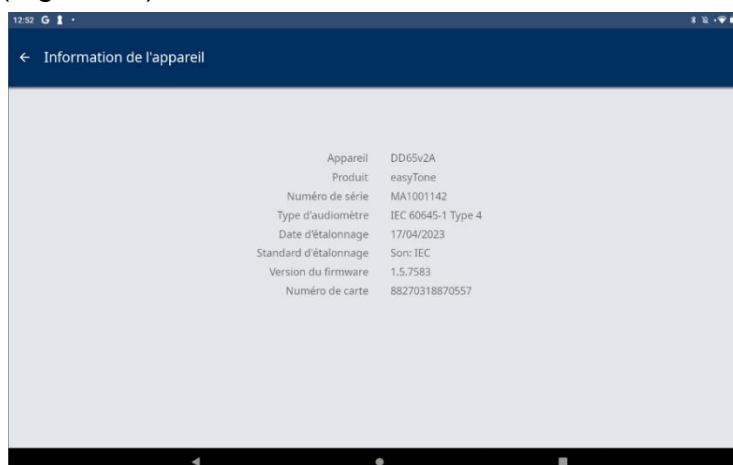 12:52 G
Information de l'appareil
Appareil DD65v2A
Produit easyTone
Numéro de série MA1001142
Type d'audiomètre IEC 60645-1 Type 4
Date d'étalonnage 17/04/2023
Standard d'étalonnage Son: IEC
Version du firmware 1.5.7583
Numéro de carte 88270318870557